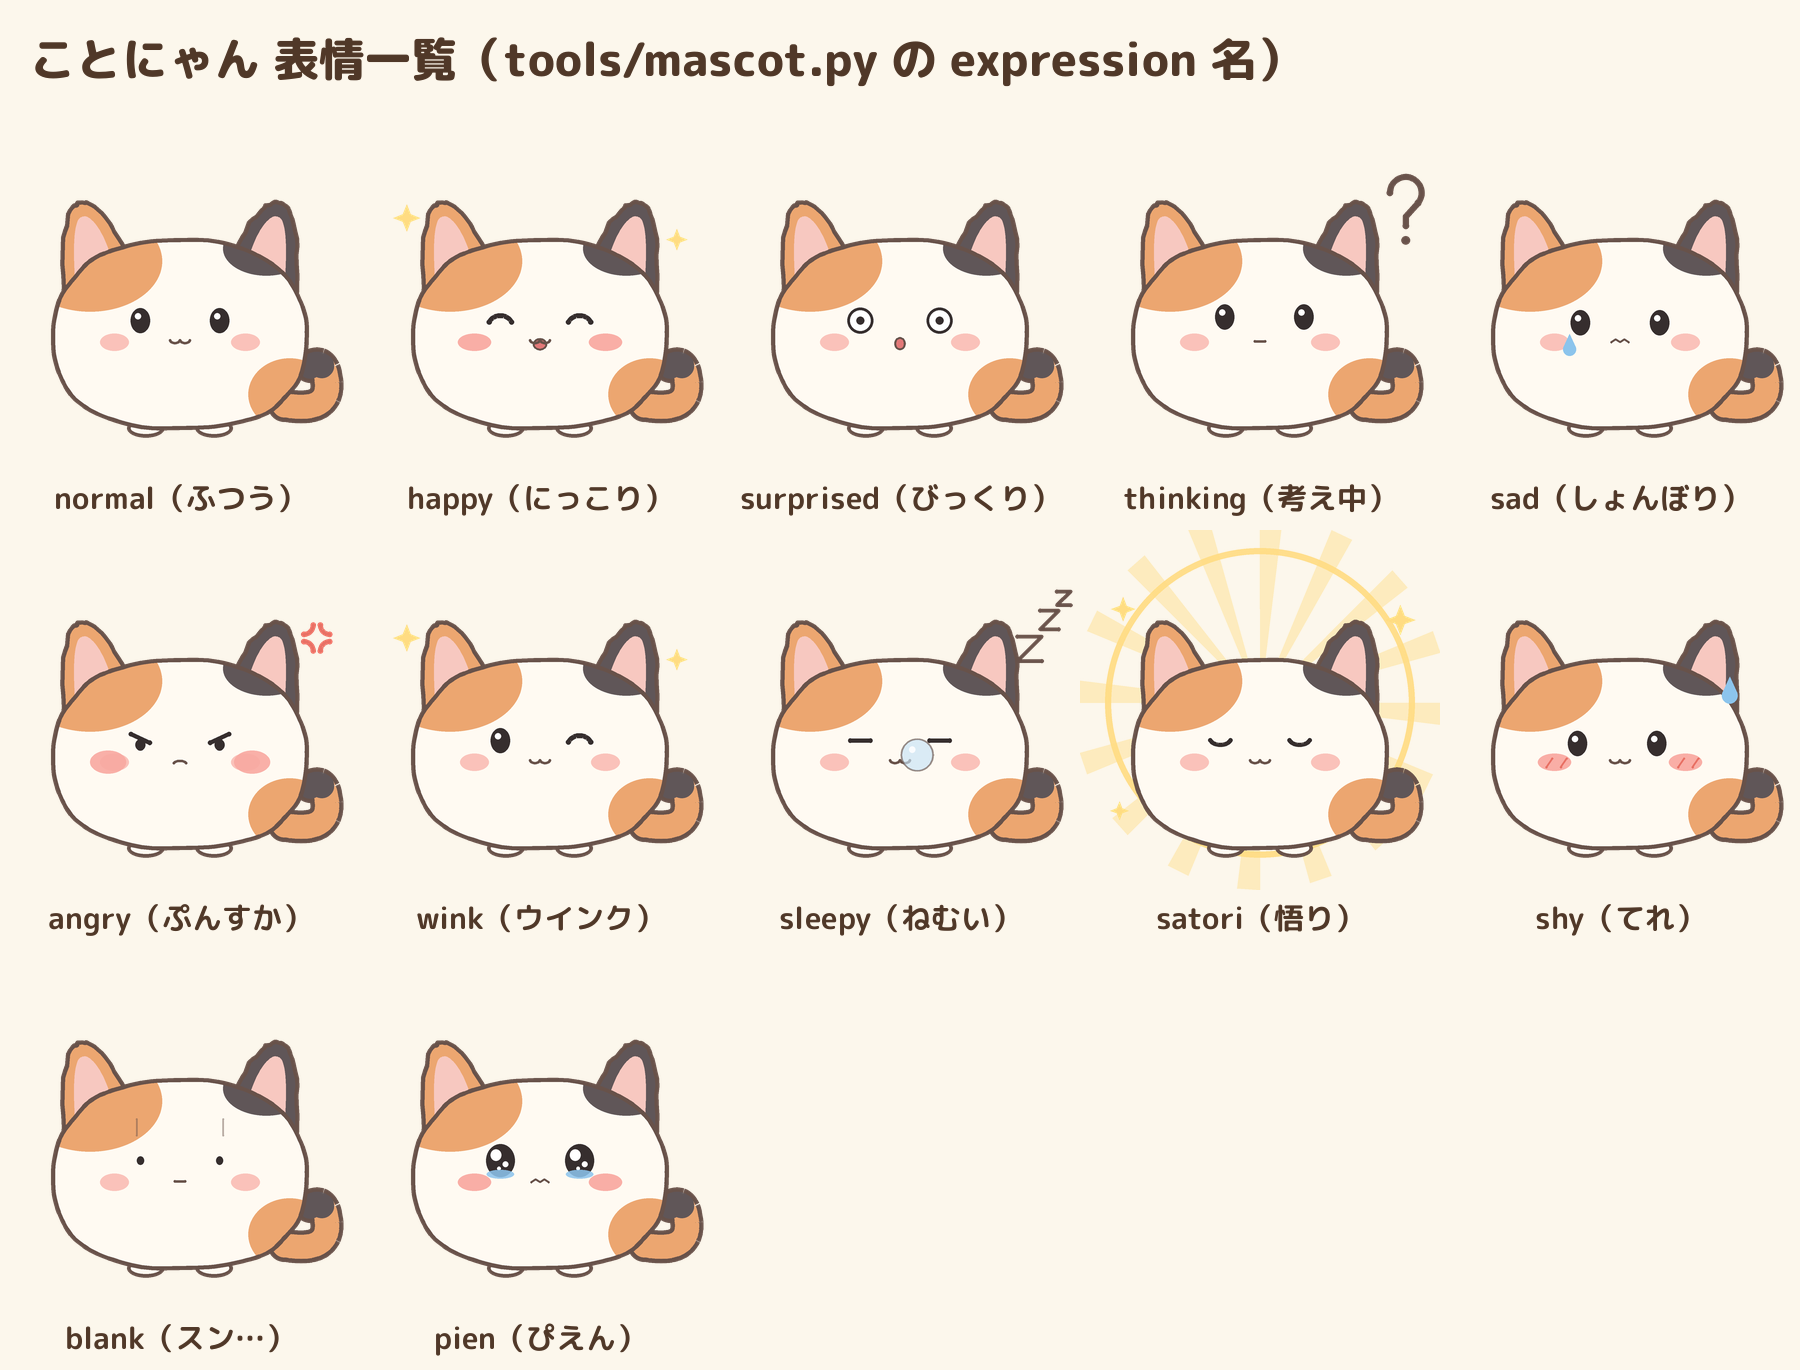 ことにゃん 表情一覧（tools/mascot.py の expression 名）
?
normal（ふつう）
happy（にっこり）
surprised（びっくり）
thinking（考え中）
sad（しょんぼり）
zzz
angry（ぷんすか）
wink（ウインク）
sleepy（ねむい）
satori（悟り）
shy（てれ）
blank（スン…）
pien（ぴえん）